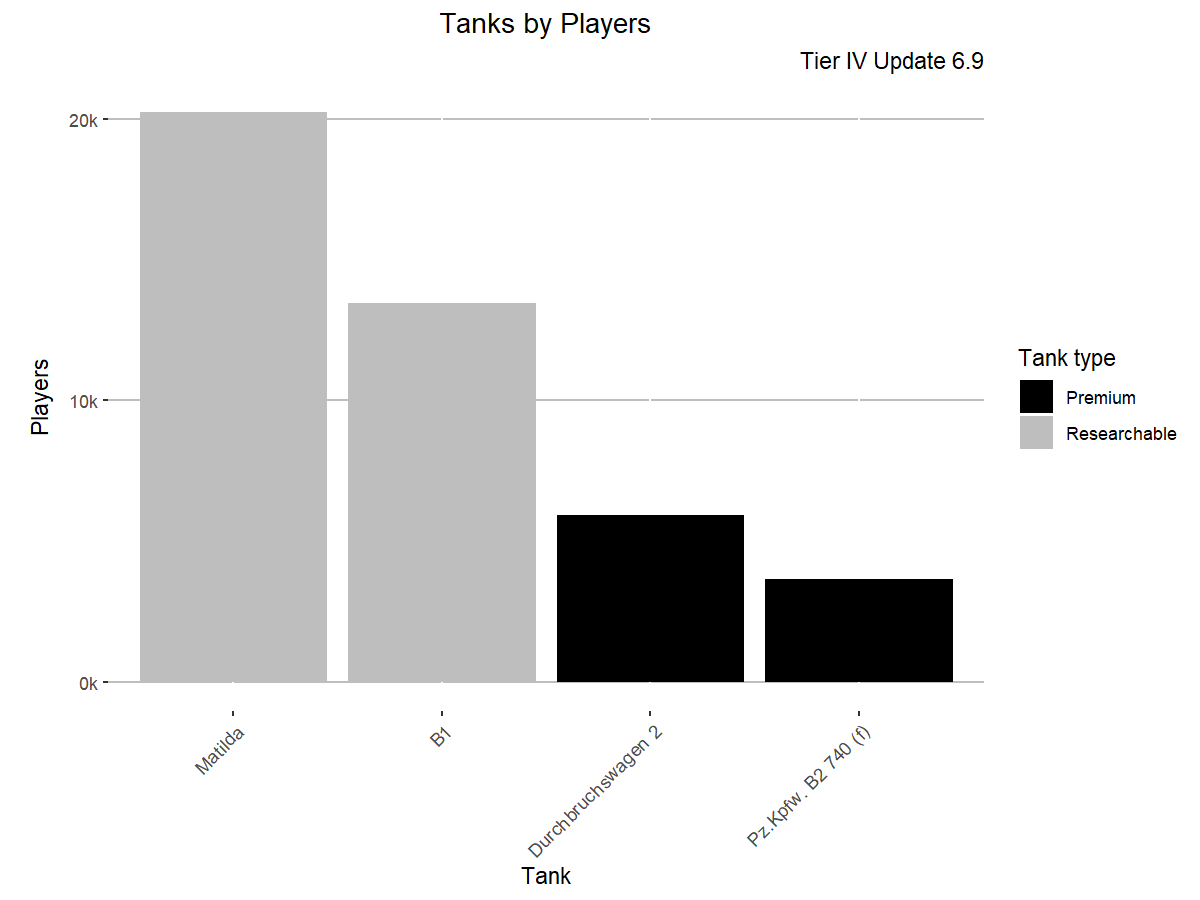 Tanks by Players
Tier IV Update 6.9
Players
20k
10k
0k
Matilda
B1
Durchbruchswagen 2
Pz.Kpfw. B2 740 (f)
Tank
Tank type
Premium
Researchable